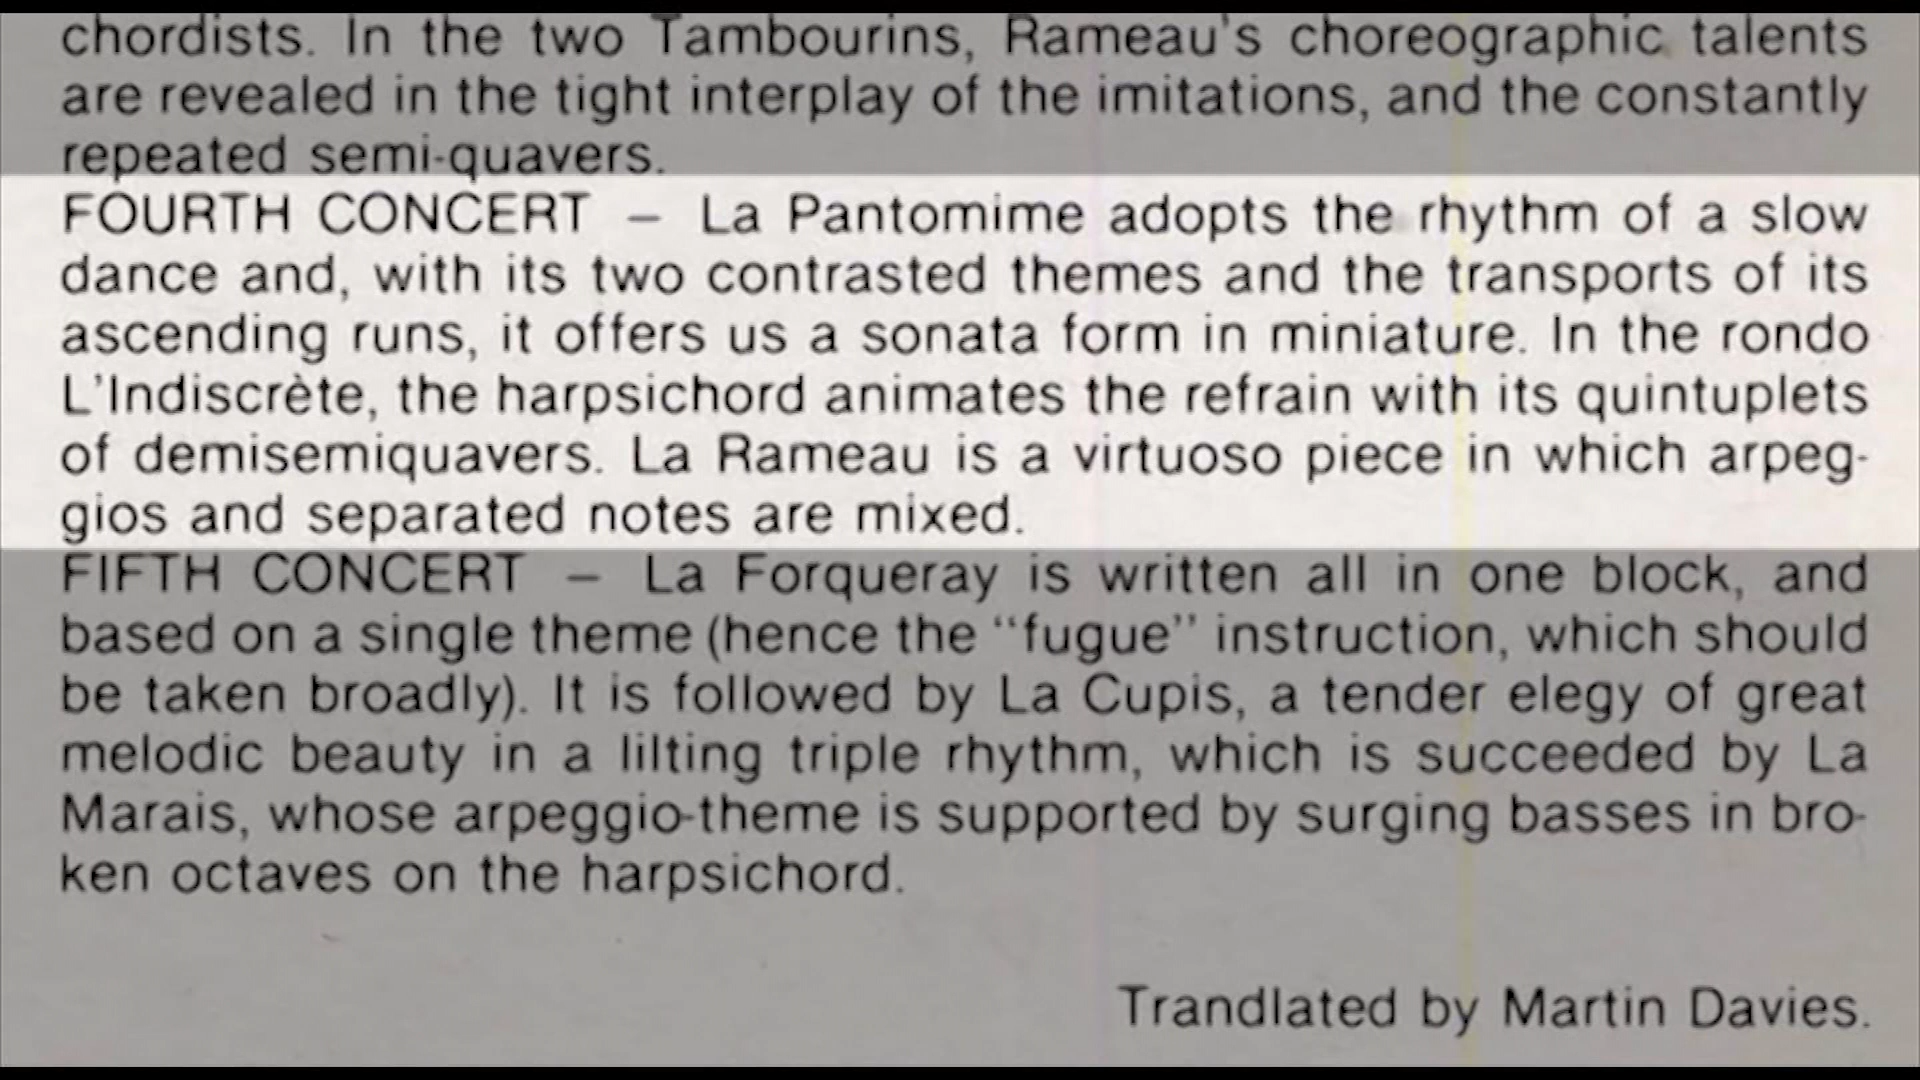 chordists. In the two Tambourins, Rameau's choreographic talents
are revealed in the tight interplay of the imitations, and the constantly
repeated semi-quavers.
FOURTH CONCERT – La Pantomime adopts the rhythm of a slow
dance and, with its two contrasted themes and the transports of its
ascending runs, it offers us a sonata form in miniature. In the rondo
L'Indiscrète, the harpsichord animates the refrain with its quintuplets
of demisemiquavers. La Rameau is a virtuoso piece in which arpeg-
gios and separated notes are mixed.
FIFTH CONCERT – La Forqueray is written all in one block, and
based on a single theme (hence the “fugue” instruction, which should
be taken broadly). It is followed by La Cupis, a tender elegy of great
melodic beauty in a lilting triple rhythm, which is succeeded by La
Marais, whose arpeggio-theme is supported by surging basses in bro-
ken octaves on the harpsichord.
Trandlated by Martin Davies.